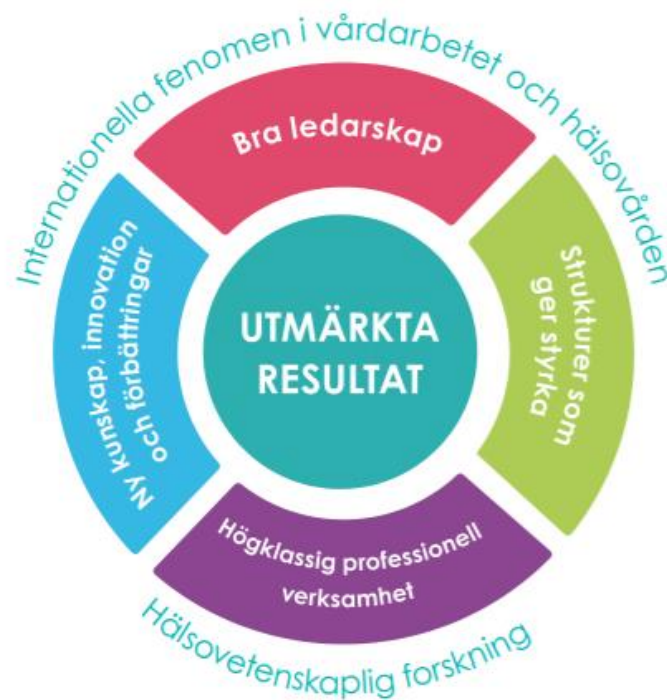 Internationella fenomen i vårdarbetet och hälsovården
Bra ledarskap
Strukturer som
ger styrka
Ny kunskap, innovation
och förbättringar
UTMÄRKTA
RESULTAT
Högklassig professionell
verksamhet
Hälsovetenskaplig forskning